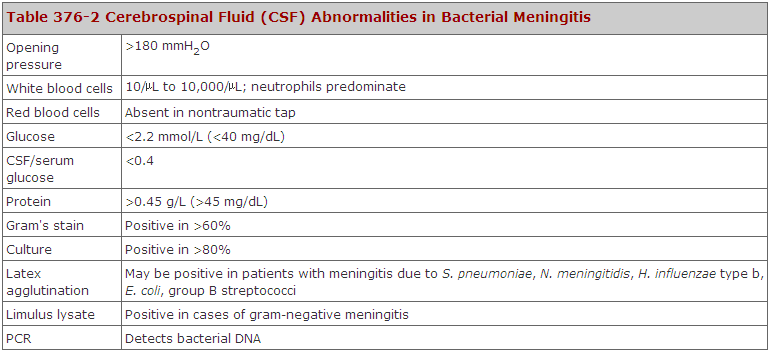 Table 376-2 Cerebrospinal Fluid (CSF) Abnormalities in Bacterial Meningitis
Opening pressure >180 mmH2O
White blood cells 10/μL to 10,000/μL; neutrophils predominate
Red blood cells Absent in nontraumatic tap
Glucose <2.2 mmol/L (<40 mg/dL)
CSF/serum glucose <0.4
Protein >0.45 g/L (>45 mg/dL)
Gram's stain Positive in >60%
Culture Positive in >80%
Latex agglutination May be positive in patients with meningitis due to S. pneumoniae, N. meningitidis, H. influenzae type b,
E. coli, group B streptococci
Limulus lysate Positive in cases of gram-negative meningitis
PCR Detects bacterial DNA